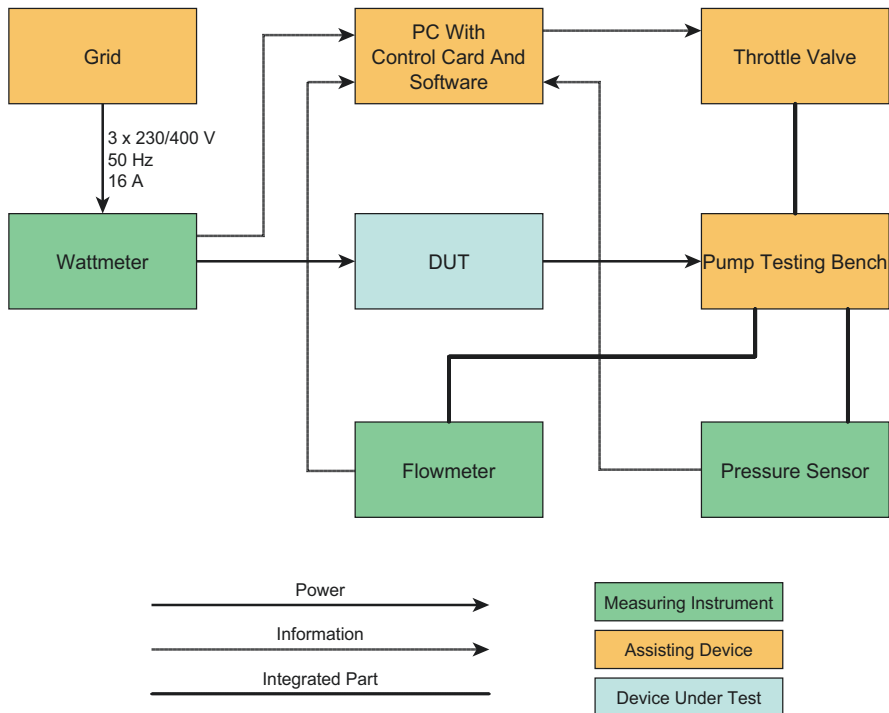 Grid
PC With
Control Card And
Software
Throttle Valve
3 x 230/400 V
50 Hz
16 A
Wattmeter
DUT
Pump Testing Bench
Flowmeter
Pressure Sensor
Power
Information
Integrated Part
Measuring Instrument
Assisting Device
Device Under Test